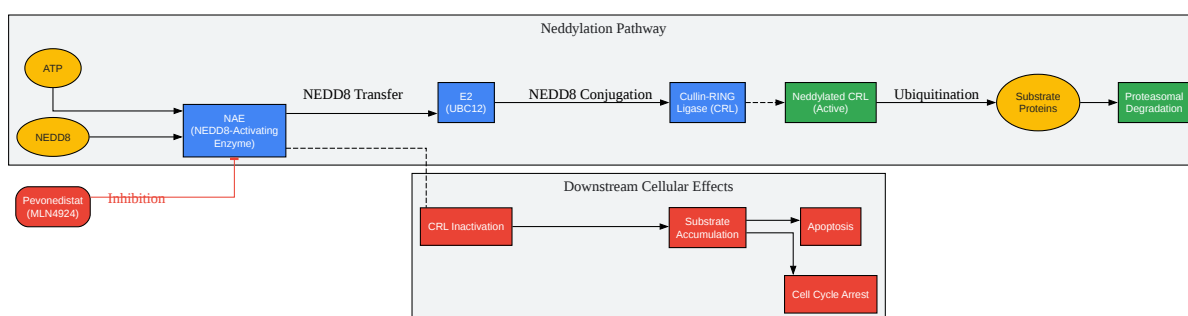 Neddylation Pathway
ATP
NEDD8
NAE
(NEDD8-Activating
Enzyme)
NEDD8 Transfer
E2
(UBC12)
NEDD8 Conjugation
Cullin-RING
Ligase (CRL)
Neddylated CRL
(Active)
Ubiquitination
Substrate
Proteins
Proteasomal
Degradation
Pevonedistat
(MLN4924)
Inhibition
Downstream Cellular Effects
CRL Inactivation
Substrate
Accumulation
Apoptosis
Cell Cycle Arrest